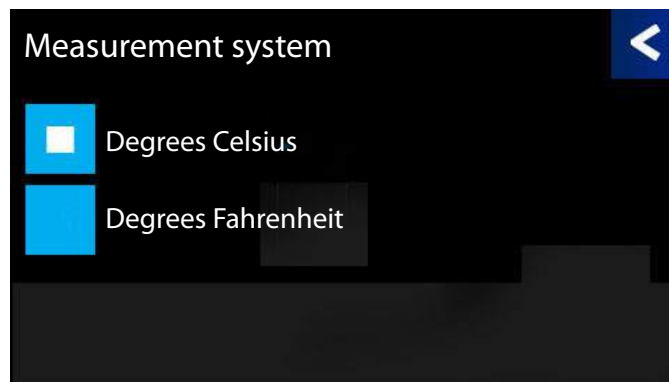 Measurement system
Degrees Celsius
Degrees Fahrenheit